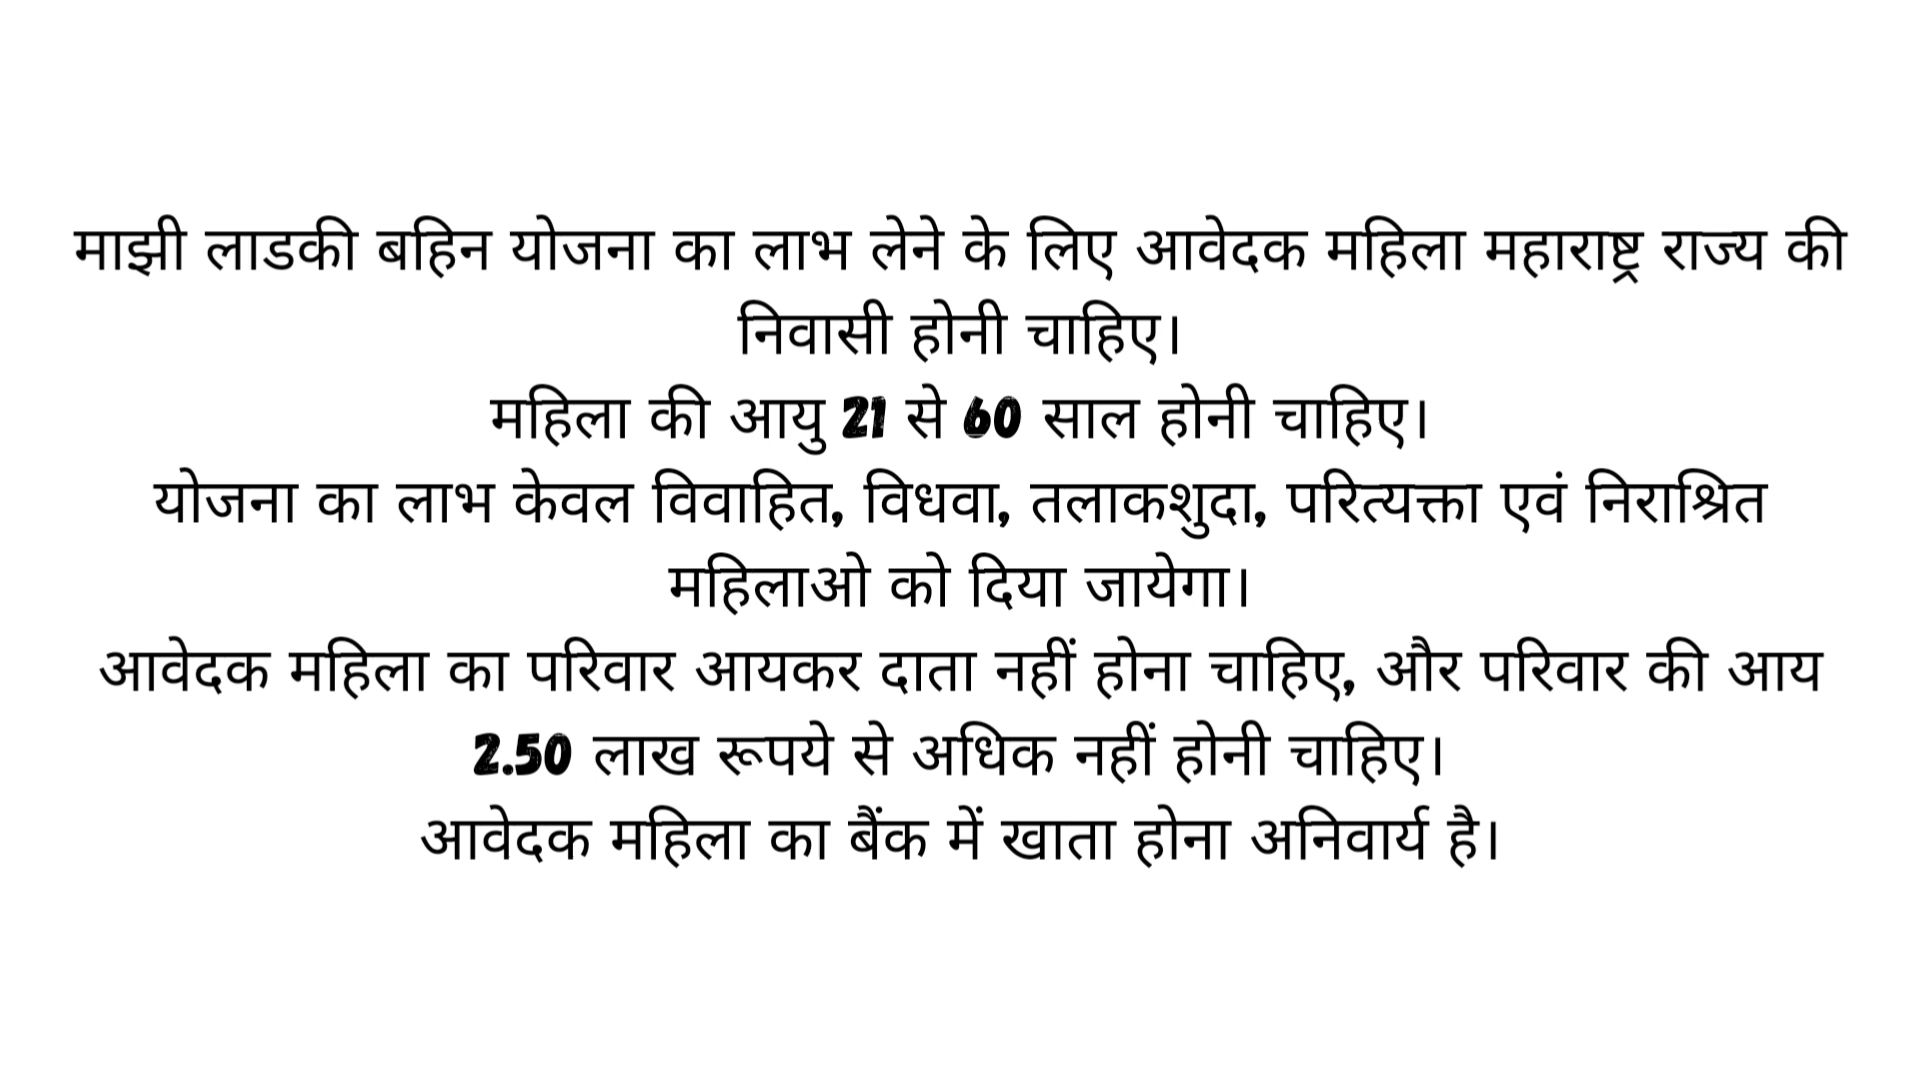 माझी लाडकी बहिन योजना का लाभ लेने के लिए आवेदक महिला महाराष्ट्र राज्य की
निवासी होनी चाहिए।
महिला की आयु 21 से 60 साल होनी चाहिए।
योजना का लाभ केवल विवाहित, विधवा, तलाकशुदा, परित्यक्ता एवं निराश्रित
महिलाओ को दिया जायेगा।
आवेदक महिला का परिवार आयकर दाता नहीं होना चाहिए, और परिवार की आय
2.50 लाख रूपये से अधिक नहीं होनी चाहिए।
आवेदक महिला का बैंक में खाता होना अनिवार्य है।